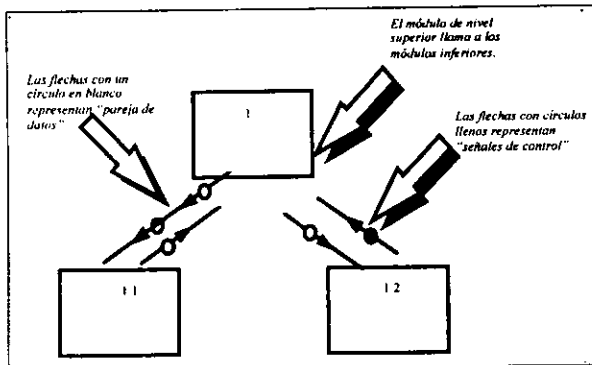 El módulo de nivel
superior llama a los
módulos inferiores.
Las flechas con un
círculo en blanco
representan "pareja de
datos"
Las flechas con círculos
llenos representan
"señales de control"
1
1 1
1 2